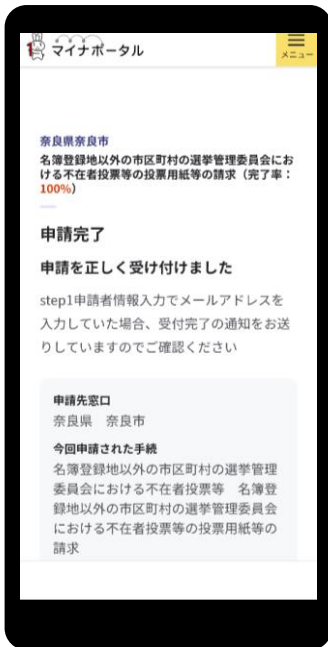 マイナポータル
メニュー
奈良県奈良市
名簿登録地以外の市区町村の選挙管理委員会にお
ける不在者投票等の投票用紙等の請求（完了率：
100%）
申請完了
申請を正しく受け付けました
step1申請者情報入力でメールアドレスを
入力していた場合、受付完了の通知をお送
りしていますのでご確認ください
申請先窓口
奈良県　奈良市
今回申請された手続
名簿登録地以外の市区町村の選挙管理
委員会における不在者投票等　名簿登
録地以外の市区町村の選挙管理委員会
における不在者投票等の投票用紙等の
請求